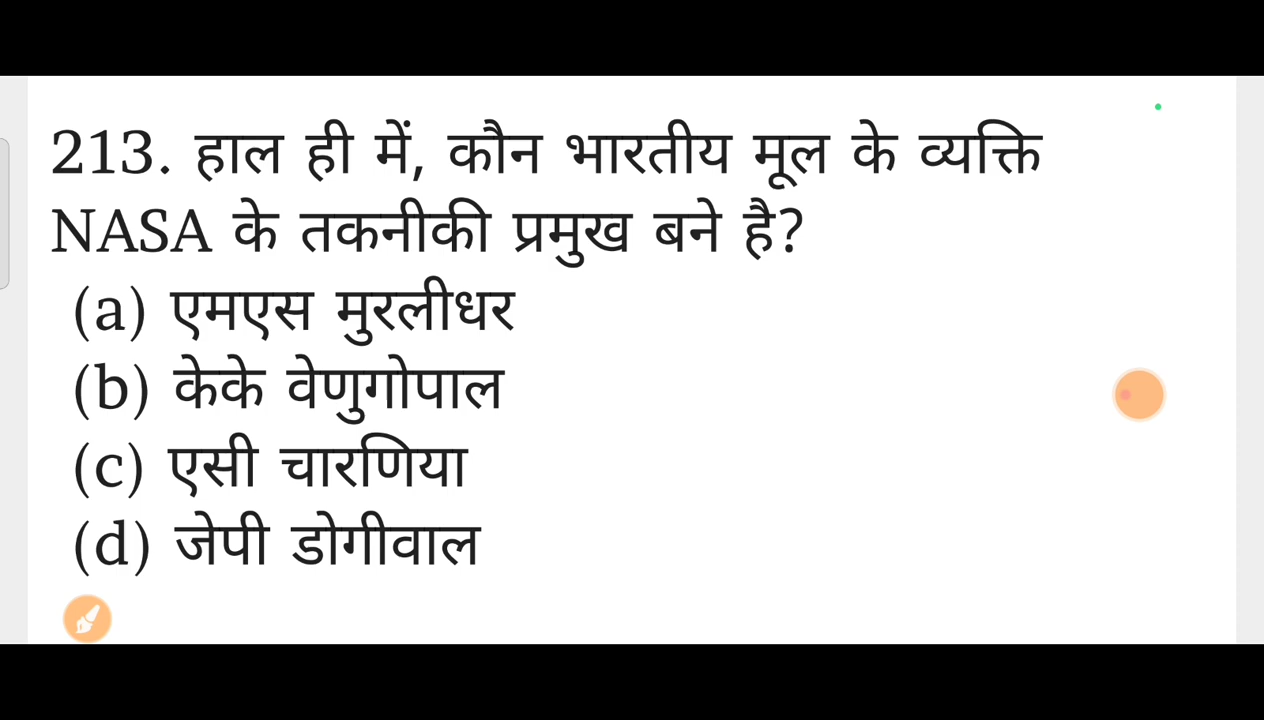 213. हाल ही में, कौन भारतीय मूल के व्यक्ति
NASA के तकनीकी प्रमुख बने है?
(a) एमएस मुरलीधर
(b) केके वेणुगोपाल
(c) एसी चारणिया
(d) जेपी डोगीवाल